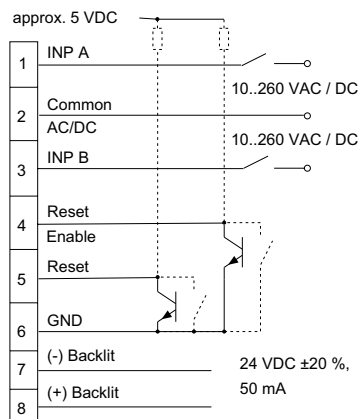 approx. 5 VDC
1 INP A
10..260 VAC / DC
2 Common
AC/DC
10..260 VAC / DC
3 INP B
4 Reset
Enable
5 Reset
6 GND
7 (-) Backlit
24 VDC ±20 %,
50 mA
8 (+) Backlit